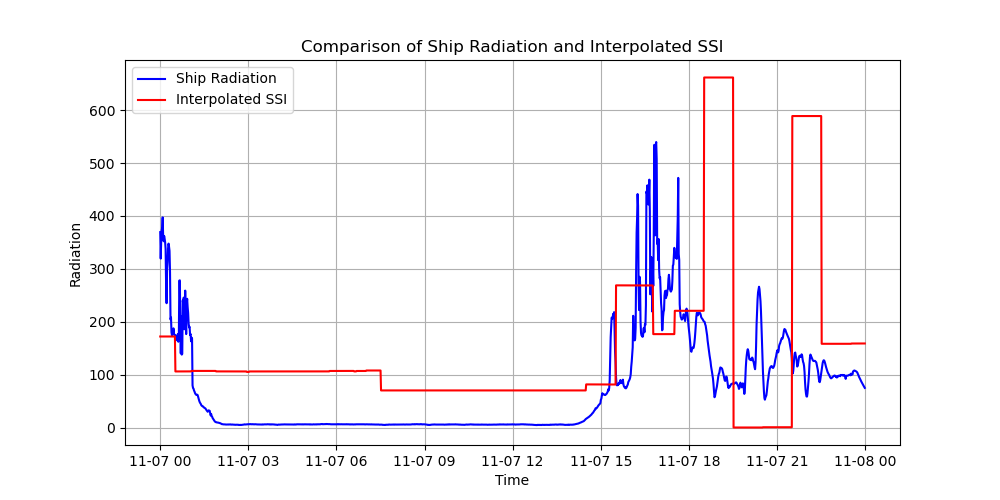 Comparison of Ship Radiation and Interpolated SSI
Ship Radiation
Interpolated SSI
600
500
400
300
200
100
0
Radiation
11-07 00 11-07 03 11-07 06 11-07 09 11-07 12 11-07 15 11-07 18 11-07 21 11-08 00
Time